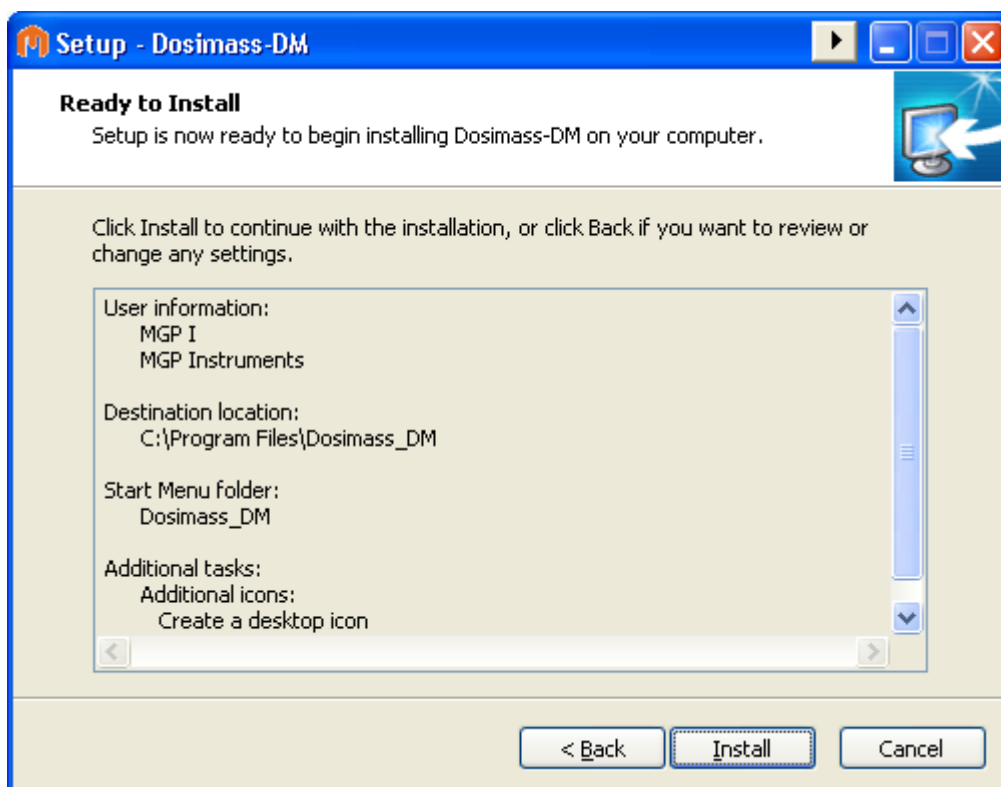 Setup - Dosimass-DM
Ready to Install
Setup is now ready to begin installing Dosimass-DM on your computer.
Click Install to continue with the installation, or click Back if you want to review or
change any settings.
User information:
MGP I
MGP Instruments
Destination location:
C:\Program Files\Dosimass_DM
Start Menu folder:
Dosimass_DM
Additional tasks:
Additional icons:
Create a desktop icon
< Back
Install
Cancel